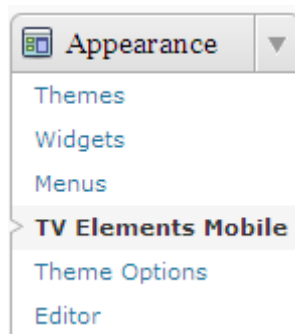 Appearance
Themes
Widgets
Menus
TV Elements Mobile
Theme Options
Editor